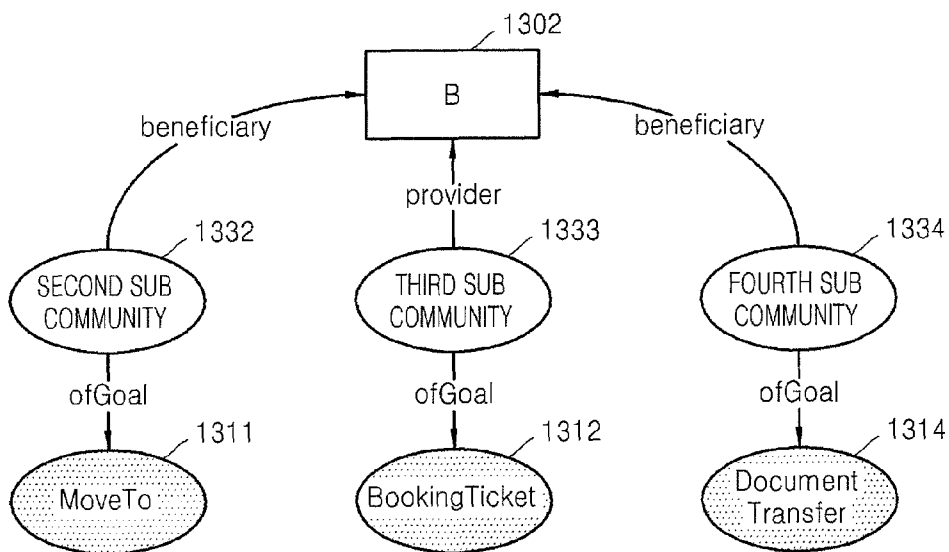 1302
B
beneficiary
beneficiary
provider
1332
1333
1334
SECOND SUB
COMMUNITY
THIRD SUB
COMMUNITY
FOURTH SUB
COMMUNITY
ofGoal
ofGoal
ofGoal
1311
1312
1314
MoveTo
BookingTicket
Document
Transfer